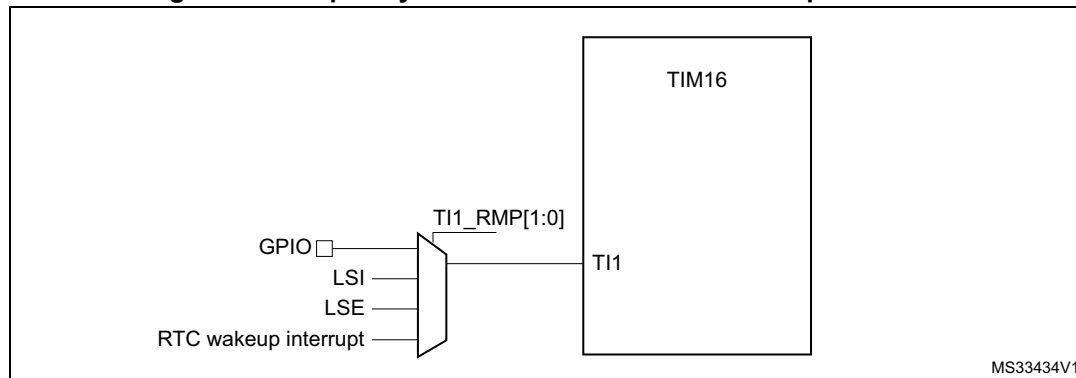 TIM16
TI1_RMP[1:0]
GPIO
TI1
LSI
LSE
RTC wakeup interrupt
MS33434V1